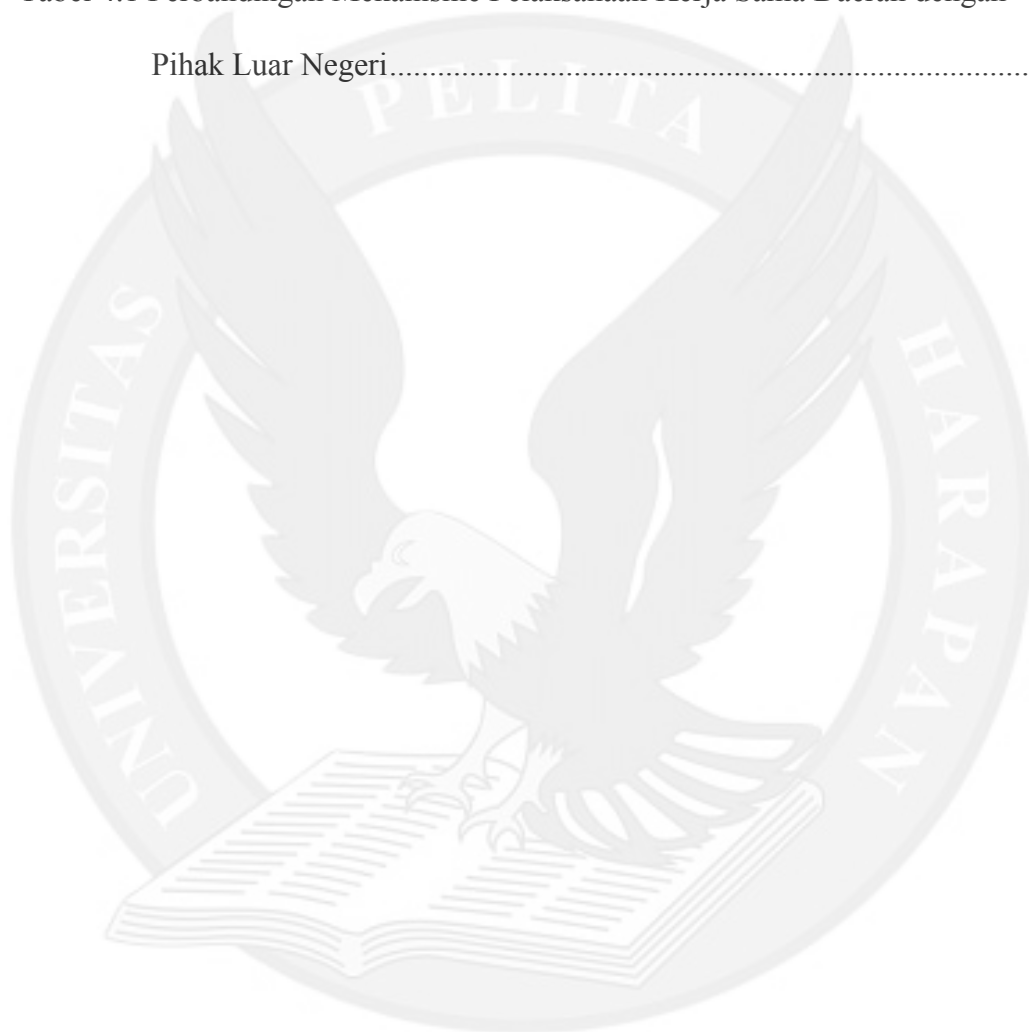 Tabel 4.1 Perbandingan Mekanisme Pelaksanaan Kerja Sama Daerah dengan
Pihak Luar Negeri................................................................................
UNIVERSITAS PELITA HARAPAN